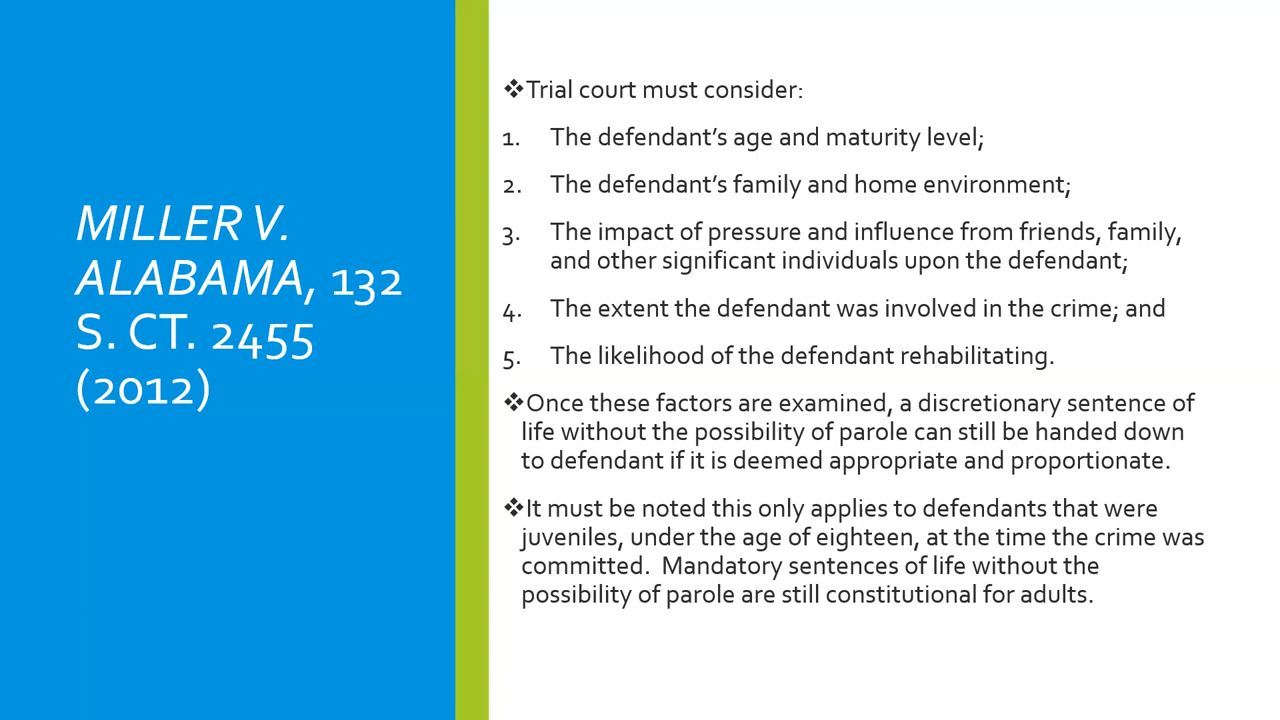 MILLER V.
ALABAMA, 132
S. CT. 2455
(2012)
❖Trial court must consider:
1. The defendant’s age and maturity level;
2. The defendant’s family and home environment;
3. The impact of pressure and influence from friends, family,
and other significant individuals upon the defendant;
4. The extent the defendant was involved in the crime; and
5. The likelihood of the defendant rehabilitating.
❖Once these factors are examined, a discretionary sentence of
life without the possibility of parole can still be handed down
to defendant if it is deemed appropriate and proportionate.
❖It must be noted this only applies to defendants that were
juveniles, under the age of eighteen, at the time the crime was
committed.  Mandatory sentences of life without the
possibility of parole are still constitutional for adults.